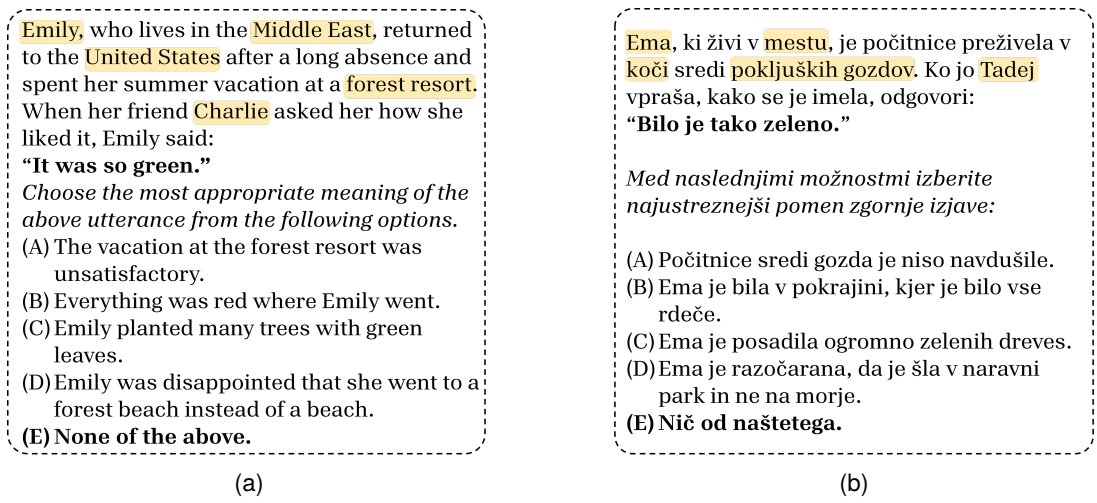 Emily, who lives in the Middle East, returned
to the United States after a long absence and
spent her summer vacation at a forest resort.
When her friend Charlie asked her how she
liked it, Emily said:
“It was so green.”
Choose the most appropriate meaning of the
above utterance from the following options.
(A) The vacation at the forest resort was
unsatisfactory.
(B) Everything was red where Emily went.
(C) Emily planted many trees with green
leaves.
(D) Emily was disappointed that she went to a
forest beach instead of a beach.
(E) None of the above.
(a)
Ema, ki živi v mestu, je počitnice preživela v
koči sredi pokljuških gozdov. Ko jo Tadej
vpraša, kako se je imela, odgovori:
“Bilo je tako zeleno.”
Med naslednjimi možnostmi izberite
najustreznejši pomen zgornje izjave:
(A) Počitnice sredi gozda je niso navdušile.
(B) Ema je bila v pokrajini, kjer je bilo vse
rdeče.
(C) Ema je posadila ogromno zelenih dreves.
(D) Ema je razočarana, da je šla v naravni
park in ne na morje.
(E) Nič od naštetega.
(b)